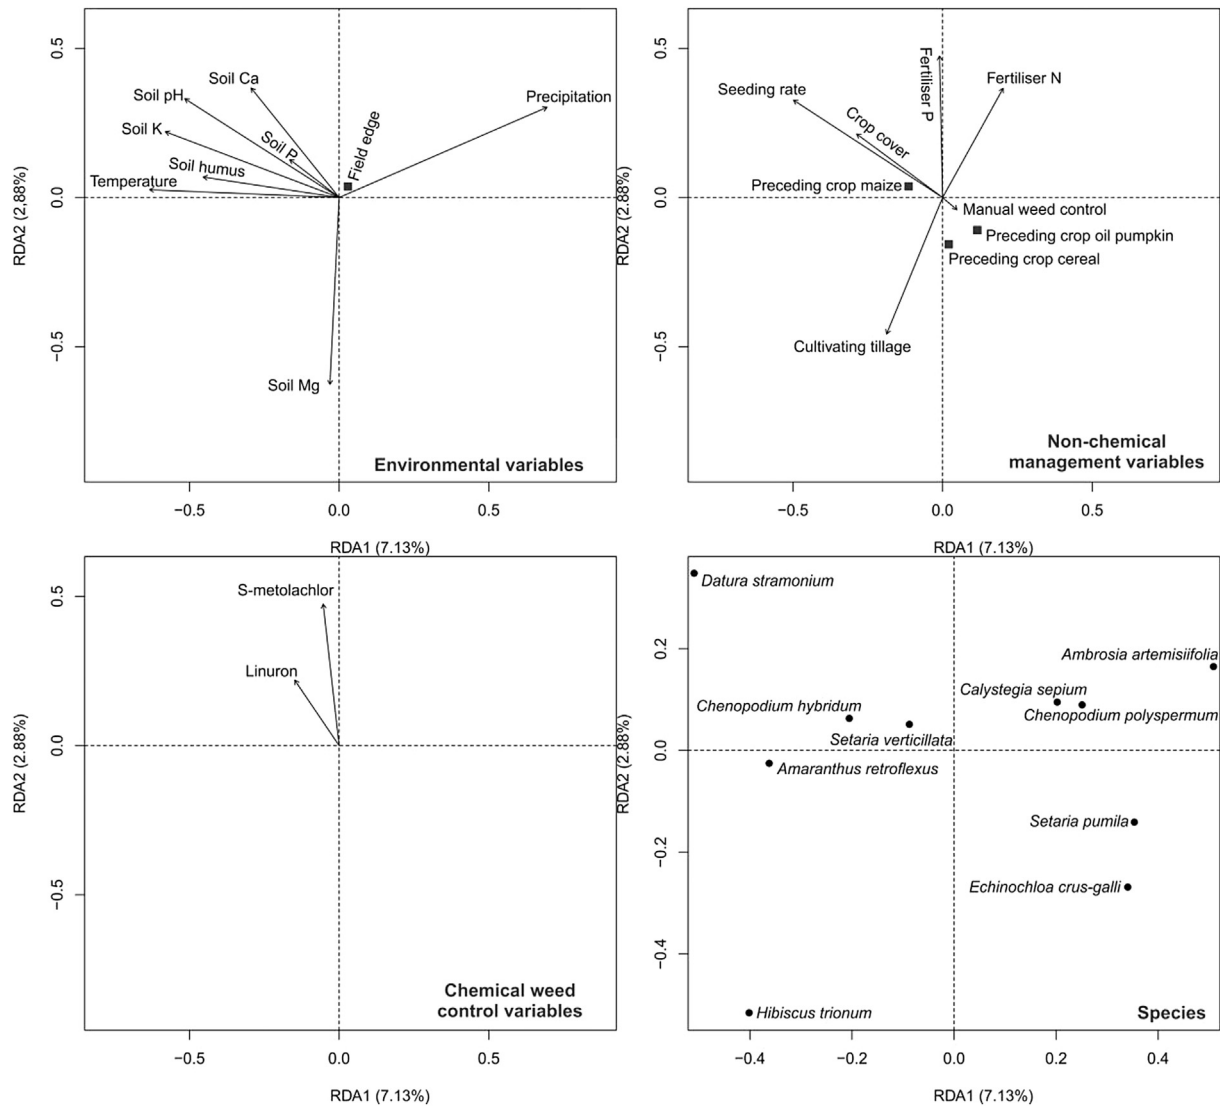 0.5
0.0
−0.5
RDA2 (2.88%)
Soil Ca
Soil pH
Soil K
Soil P
Soil humus
Temperature
Field edge
Precipitation
Soil Mg
Environmental variables
−0.5
0.0
0.5
RDA1 (7.13%)
0.5
0.0
−0.5
RDA2 (2.88%)
Seeding rate
Crop cover
Fertiliser P
Fertiliser N
Preceding crop maize
Manual weed control
Preceding crop oil pumpkin
Preceding crop cereal
Cultivating tillage
Non-chemical
management variables
−0.5
0.0
0.5
RDA1 (7.13%)
0.5
0.0
−0.5
RDA2 (2.88%)
S-metolachlor
Linuron
Chemical weed
control variables
−0.5
0.0
0.5
RDA1 (7.13%)
0.2
0.0
−0.2
−0.4
RDA2 (2.88%)
Datura stramonium
Ambrosia artemisiifolia
Calystegia sepium
Chenopodium hybridum
Chenopodium polyspermum
Setaria verticillata
Amaranthus retroflexus
Setaria pumila
Echinochloa crus-galli
Hibiscus trionum
Species
−0.4
−0.2
0.0
0.2
0.4
RDA1 (7.13%)